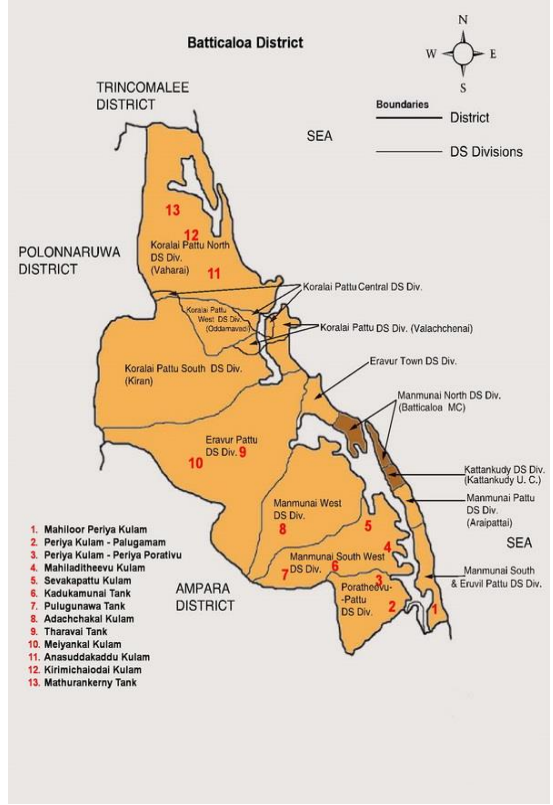 Batticaloa District
N
W
E
S
TRINCOMALEE
DISTRICT
Boundaries
District
DS Divisions
SEA
POLONNARUWA
DISTRICT
13
12
Koralai Pattu North
DS Div.
(Vaharai)
11
Koralai Pattu Central DS Div.
Koralai Pattu
West DS Div.
(Oddamavadi)
Koralai Pattu DS Div. (Valachchenai)
Koralai Pattu South DS Div.
(Kiran)
Eravur Town DS Div.
Manmunai North DS Div.
(Batticaloa MC)
Eravur Pattu
DS Div.
9
10
Kattankudy DS Div.
(Kattankudy U. C.)
Manmunai Pattu
DS Div.
(Araipattai)
Manmunai West
DS Div.
8
5
4
SEA
Manmunai South West
DS Div.
6
7
3
Manmunai South
& Eruvil Pattu DS Div.
Poratheevu-
-Pattu
DS Div.
2
1
AMPARA
DISTRICT
1. Mahiloor Periya Kulam
2. Periya Kulam - Palugamam
3. Periya Kulam - Periya Porativu
4. Mahiladitheevu Kulam
5. Sevakapattu Kulam
6. Kadukamunai Tank
7. Pulugunawa Tank
8. Adachchakal Kulam
9. Tharavai Tank
10. Meiyankal Kulam
11. Anasuddakaddu Kulam
12. Kirimichaiodai Kulam
13. Mathurankerny Tank